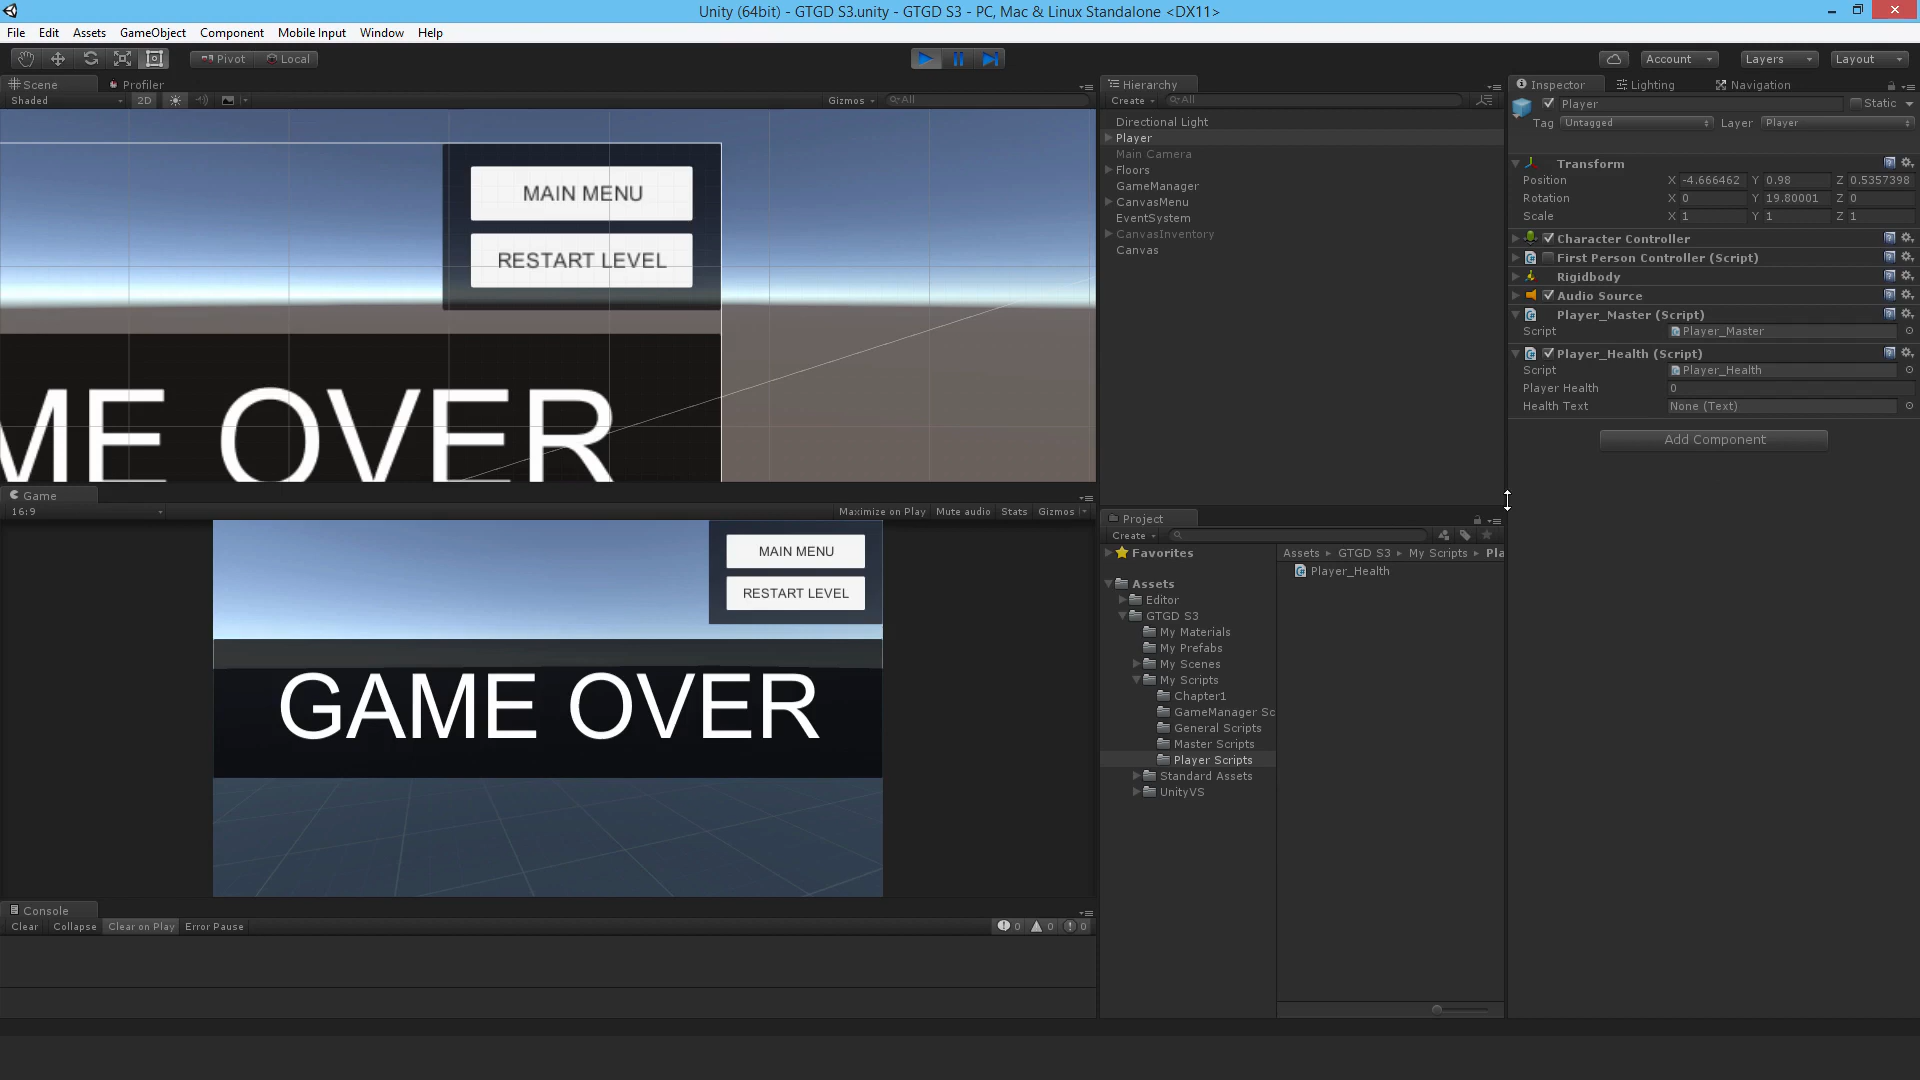 Unity (64bit) - GTGD S3.unity - GTGD S3 - PC, Mac & Linux Standalone <DX11>
File Edit Assets GameObject Component Mobile Input Window Help
Pivot Local Account Layers Layout
Scene Profiler
Shaded 2D Gizmos All
MAIN MENU
RESTART LEVEL
ME OVER
Game
16:9 Maximize on Play Mute audio Stats Gizmos
MAIN MENU
RESTART LEVEL
GAME OVER
Console
Clear Collapse Clear on Play Error Pause 0 0 0
Hierarchy
Create All
Directional Light
Player
Main Camera
Floors
GameManager
CanvasMenu
EventSystem
CanvasInventory
Canvas
Project
Create
Favorites
Assets
Editor
GTGD S3
My Materials
My Prefabs
My Scenes
My Scripts
Chapter1
GameManager Sc
General Scripts
Master Scripts
Player Scripts
Standard Assets
UnityVS
Assets GTGD S3 My Scripts Pla
Player_Health
Inspector Lighting Navigation
Player Static
Tag Untagged Layer Player
Transform
Position X -4.666462 Y 0.98 Z 0.5357398
Rotation X 0 Y 19.80001 Z 0
Scale X 1 Y 1 Z 1
Character Controller
First Person Controller (Script)
Rigidbody
Audio Source
Player_Master (Script)
Script Player_Master
Player_Health (Script)
Script Player_Health
Player Health 0
Health Text None (Text)
Add Component